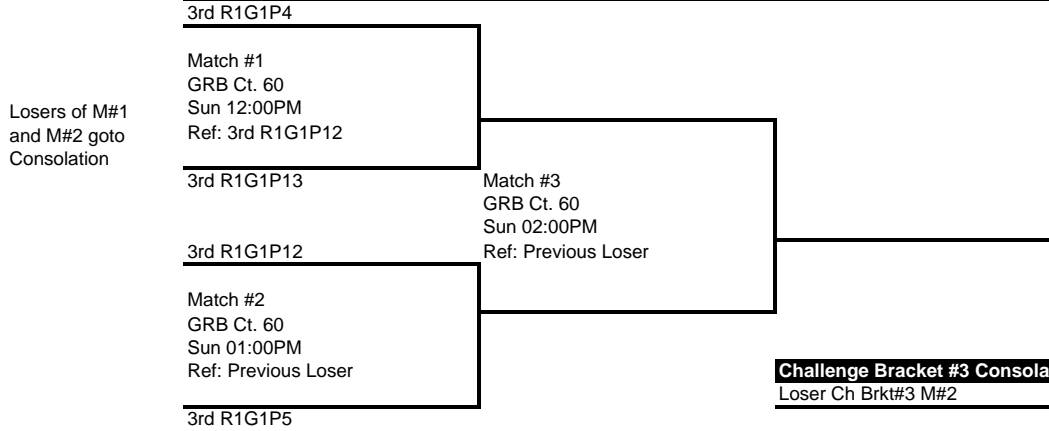 3rd R1G1P4
Match #1
GRB Ct. 60
Sun 12:00PM
Ref: 3rd R1G1P12
Losers of M#1
and M#2 goto
Consolation
3rd R1G1P13
Match #3
GRB Ct. 60
Sun 02:00PM
Ref: Previous Loser
3rd R1G1P12
Match #2
GRB Ct. 60
Sun 01:00PM
Ref: Previous Loser
3rd R1G1P5
Challenge Bracket #3 Consola
Loser Ch Brkt#3 M#2